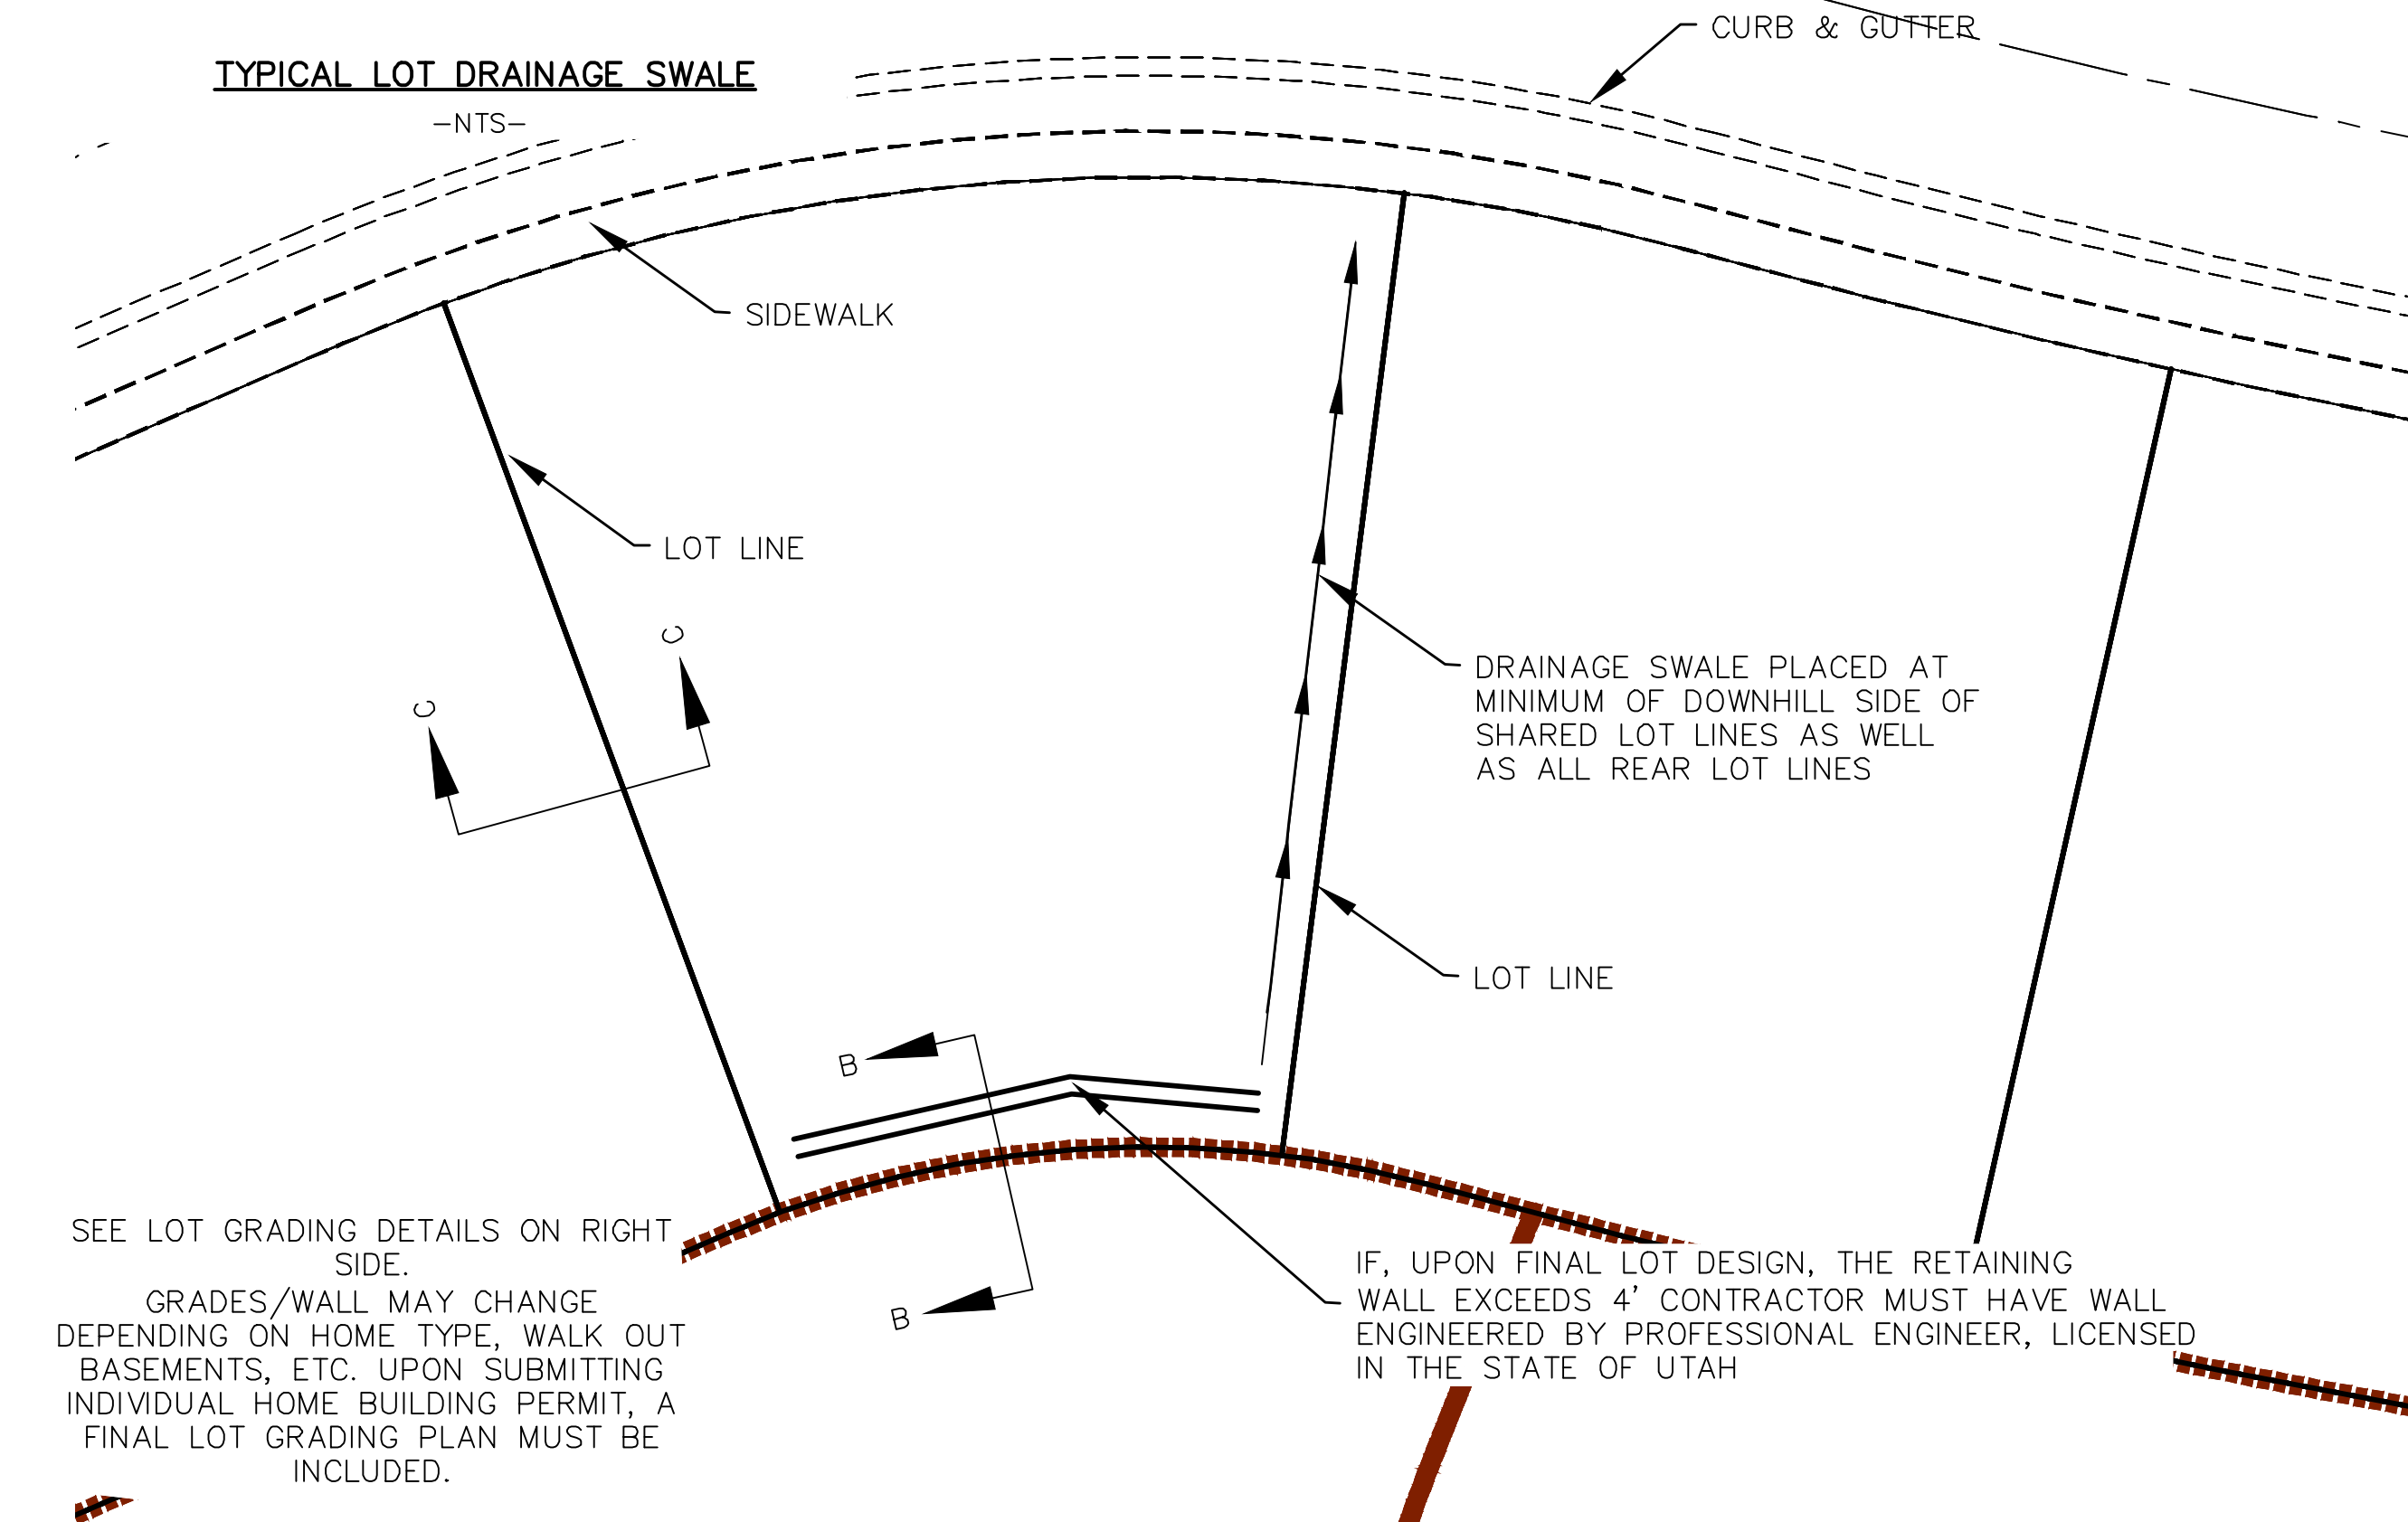 CURB & GUTTER
TYPICAL LOT DRAINAGE SWALE
-NTS-
SIDEWALK
LOT LINE
C
C
DRAINAGE SWALE PLACED AT
MINIMUM OF DOWNHILL SIDE OF
SHARED LOT LINES AS WELL
AS ALL REAR LOT LINES
LOT LINE
B
B
SEE LOT GRADING DETAILS ON RIGHT
SIDE.
GRADES/WALL MAY CHANGE
DEPENDING ON HOME TYPE, WALK OUT
BASEMENTS, ETC. UPON SUBMITTING
INDIVIDUAL HOME BUILDING PERMIT, A
FINAL LOT GRADING PLAN MUST BE
INCLUDED.
IF, UPON FINAL LOT DESIGN, THE RETAINING
WALL EXCEEDS 4' CONTRACTOR MUST HAVE WALL
ENGINEERED BY PROFESSIONAL ENGINEER, LICENSED
IN THE STATE OF UTAH